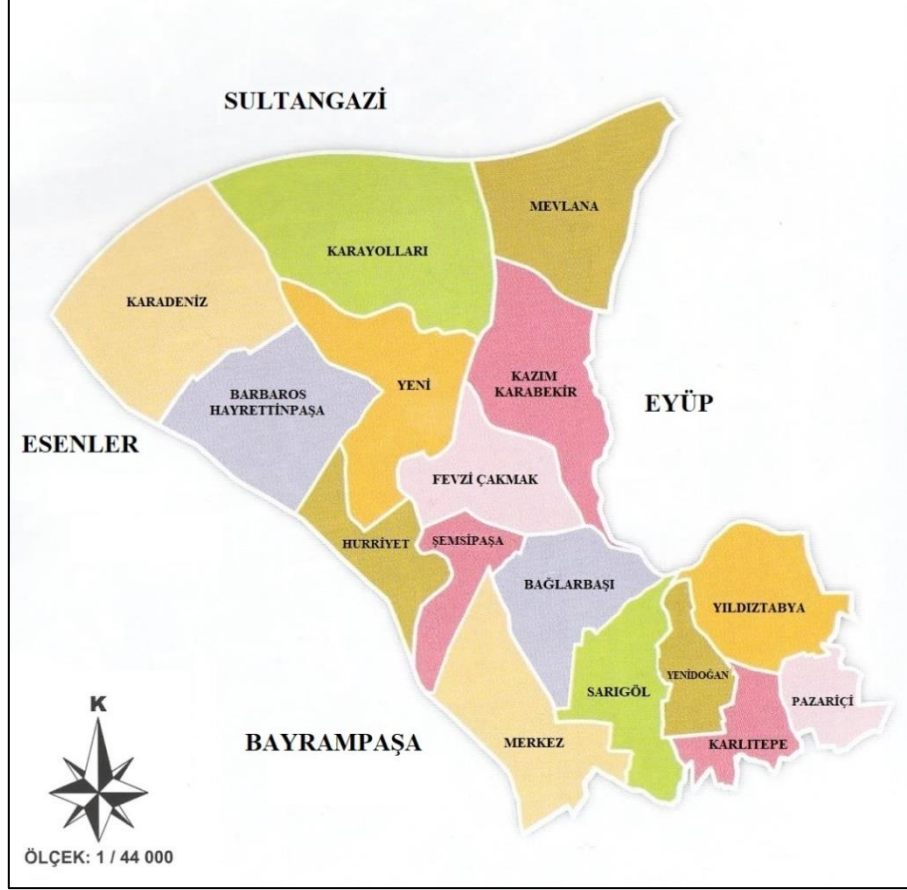 SULTANGAZİ
MEVLANA
KARAYOLLARI
KARADENİZ
KAZIM
KARABEKİR
YENİ
BARBAROS
HAYRETTİNPAŞA
EYÜP
ESENLER
FEVZİ ÇAKMAK
HURRİYET
ŞEMSİPAŞA
BAĞLARBAŞI
YILDIZTABYA
YENİDOĞAN
SARIGÖL
PAZARİÇİ
BAYRAMPAŞA
MERKEZ
KARLITEPE
K
ÖLÇEK: 1 / 44 000